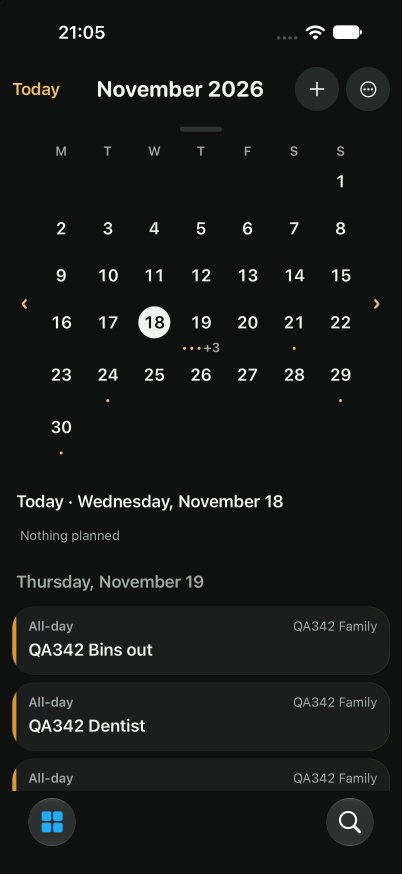 21:05
Today November 2026
M T W T F S S
1
2 3 4 5 6 7 8
9 10 11 12 13 14 15
16 17 18 19 20 21 22
+3
23 24 25 26 27 28 29
30
Today · Wednesday, November 18
Nothing planned
Thursday, November 19
All-day QA342 Family
QA342 Bins out
All-day QA342 Family
QA342 Dentist
All-day QA342 Family